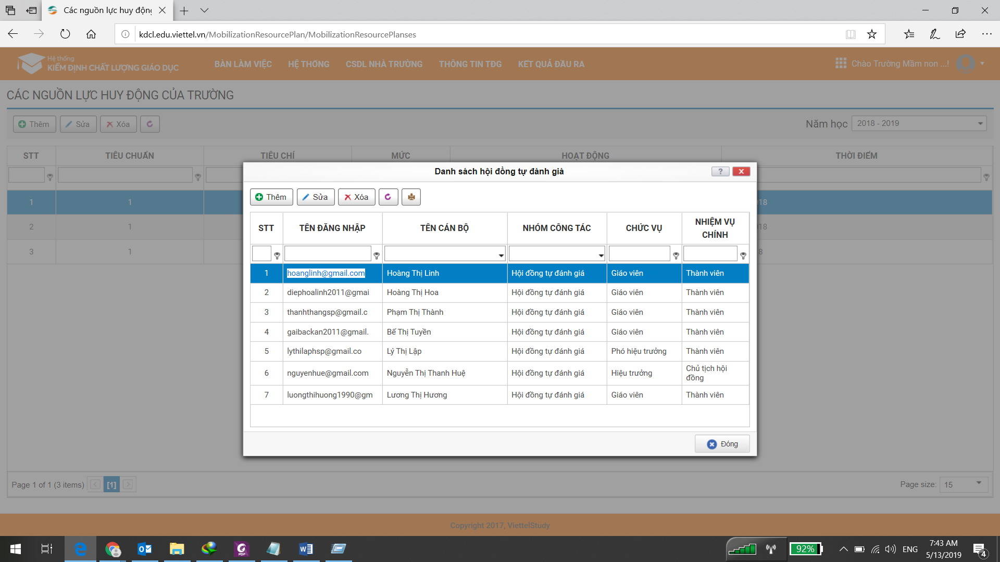 Các nguồn lực huy động
kdcl.edu.viettel.vn/MobilizationResourcePlan/MobilizationResourcePlanses
Hệ thống
KIỂM ĐỊNH CHẤT LƯỢNG GIÁO DỤC
BÀN LÀM VIỆC HỆ THỐNG CSDL NHÀ TRƯỜNG THÔNG TIN TĐG KẾT QUẢ ĐẦU RA
Chào Trường Mầm non ...!
CÁC NGUỒN LỰC HUY ĐỘNG CỦA TRƯỜNG
Thêm Sửa Xóa
Năm học 2018 - 2019
STT TIÊU CHUẨN TIÊU CHÍ MỨC HOẠT ĐỘNG THỜI ĐIỂM
1 1 18
2 1 18
3 1 8
Danh sách hội đồng tự đánh giá
Thêm Sửa Xóa
STT TÊN ĐĂNG NHẬP TÊN CÁN BỘ NHÓM CÔNG TÁC CHỨC VỤ NHIỆM VỤ CHÍNH
1 hoanglinh@gmail.com Hoàng Thị Linh Hội đồng tự đánh giá Giáo viên Thành viên
2 diephoalinh2011@gmai Hoàng Thị Hoa Hội đồng tự đánh giá Giáo viên Thành viên
3 thanhthangsp@gmail.c Phạm Thị Thành Hội đồng tự đánh giá Giáo viên Thành viên
4 gaibackan2011@gmail. Bế Thị Tuyền Hội đồng tự đánh giá Giáo viên Thành viên
5 lythilaphsp@gmail.co Lý Thị Lập Hội đồng tự đánh giá Phó hiệu trưởng Thành viên
6 nguyenhue@gmail.com Nguyễn Thị Thanh Huệ Hội đồng tự đánh giá Hiệu trưởng Chủ tịch hội đồng
7 luongthihuong1990@gm Lương Thị Hương Hội đồng tự đánh giá Giáo viên Thành viên
Đóng
Page 1 of 1 (3 items) [1]
Page size: 15
Copyright 2017, ViettelStudy
92% ENG
7:43 AM
5/13/2019
4